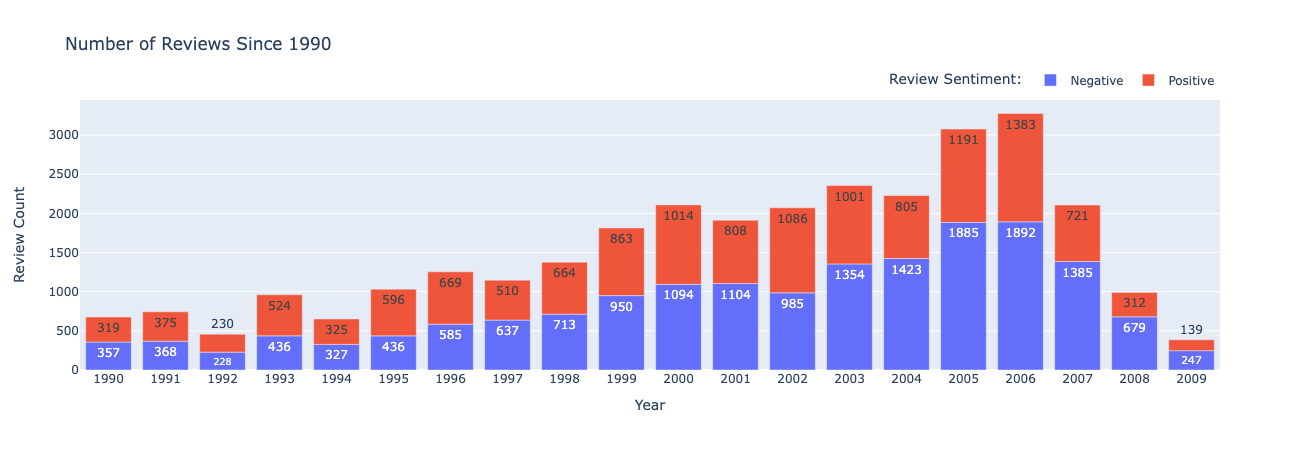 Number of Reviews Since 1990
Review Sentiment: Negative Positive
Review Count
3000
2500
2000
1500
1000
500
0
319 375 230 524 325 596 669 510 664 863 1014 808 1086 1001 805 1191 1383 721 312 139
357 368 228 436 327 436 585 637 713 950 1094 1104 985 1354 1423 1885 1892 1385 679 247
1990 1991 1992 1993 1994 1995 1996 1997 1998 1999 2000 2001 2002 2003 2004 2005 2006 2007 2008 2009
Year